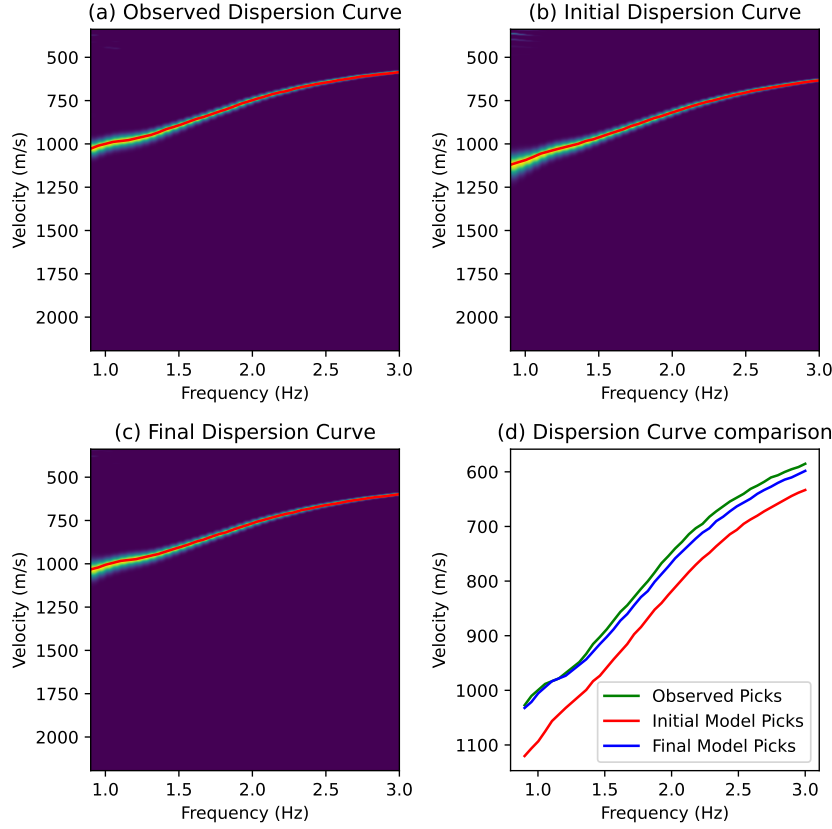 (a) Observed Dispersion Curve
500
750
1000
1250
1500
1750
2000
Velocity (m/s)
1.0 1.5 2.0 2.5 3.0
Frequency (Hz)
(b) Initial Dispersion Curve
500
750
1000
1250
1500
1750
2000
Velocity (m/s)
1.0 1.5 2.0 2.5 3.0
Frequency (Hz)
(c) Final Dispersion Curve
500
750
1000
1250
1500
1750
2000
Velocity (m/s)
1.0 1.5 2.0 2.5 3.0
Frequency (Hz)
(d) Dispersion Curve comparison
600
700
800
900
1000
1100
Velocity (m/s)
Observed Picks
Initial Model Picks
Final Model Picks
1.0 1.5 2.0 2.5 3.0
Frequency (Hz)